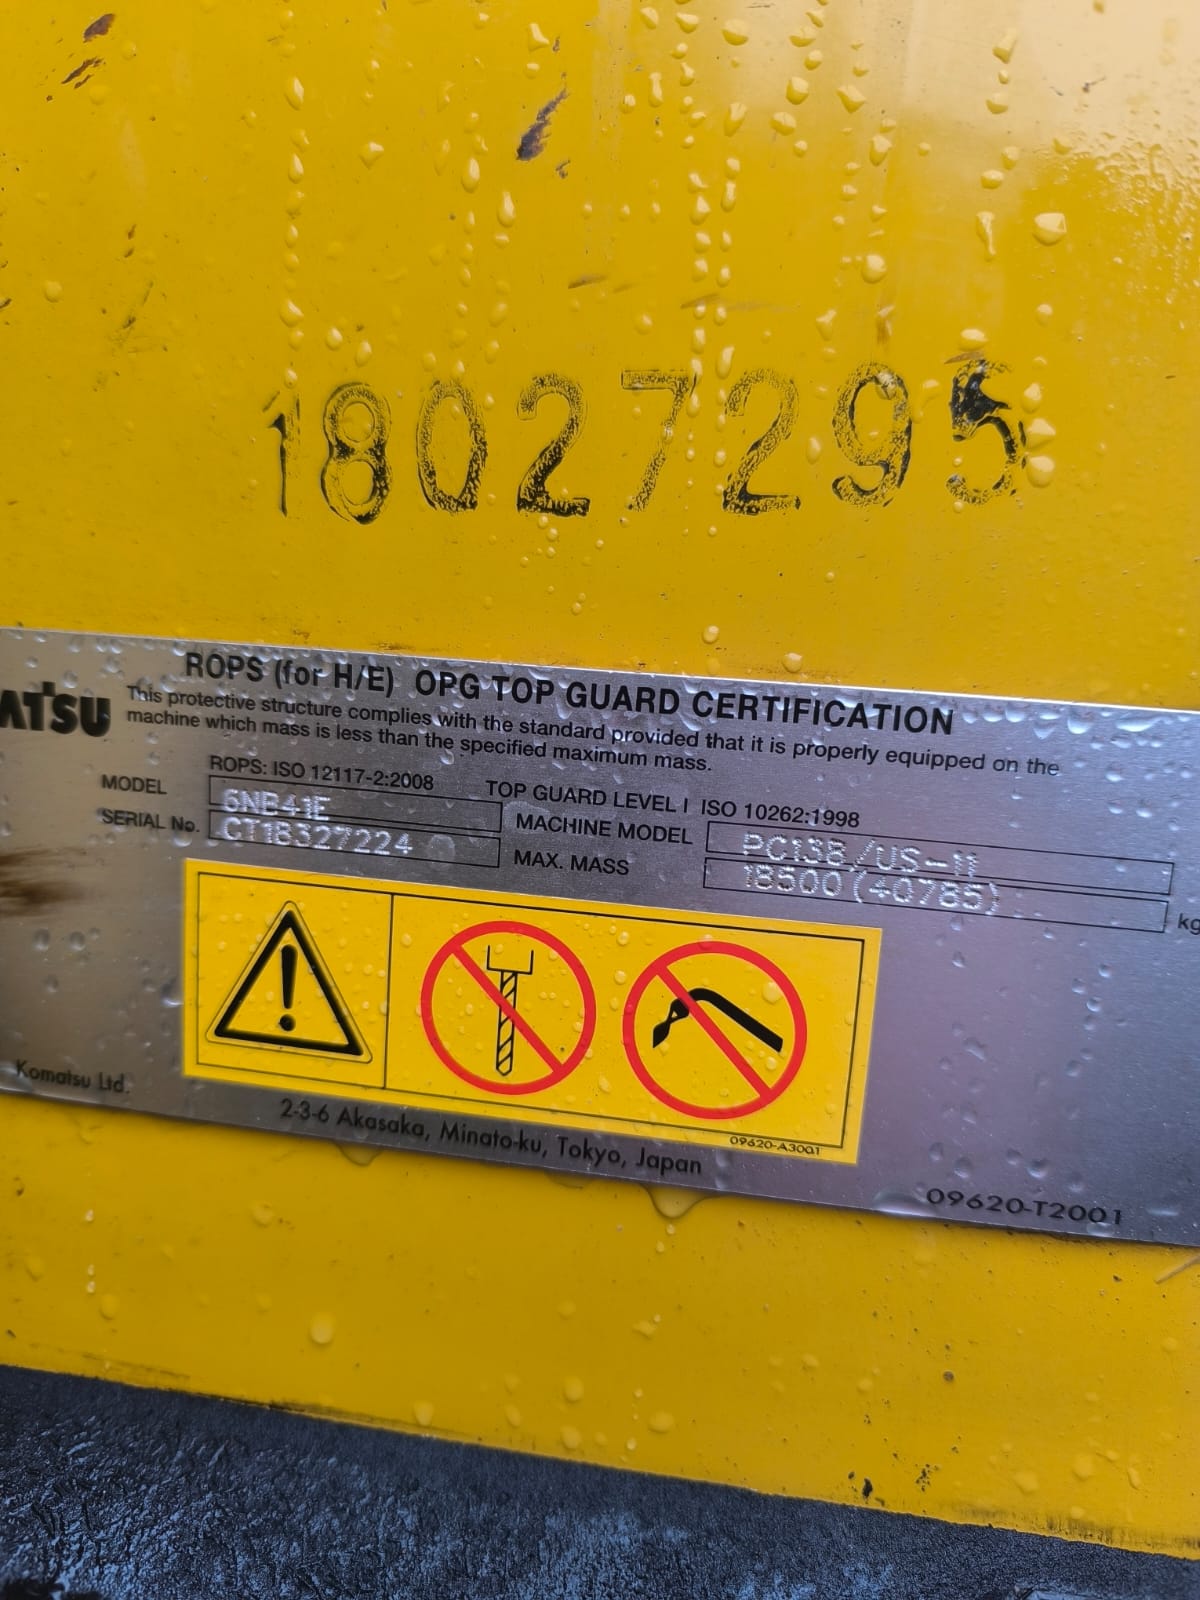 18027295
ROPS (for H/E) OPG TOP GUARD CERTIFICATION
ATSU
This protective structure complies with the standard provided that it is properly equipped on the
machine which mass is less than the specified maximum mass.
ROPS: ISO 12117-2:2008 TOP GUARD LEVEL I ISO 10262:1998
MODEL 6NB41E MACHINE MODEL PC138/US-11
SERIAL No. CT18327224 MAX. MASS 18500(40785) kg
09620-A3001
Komatsu Ltd.
2-3-6 Akasaka, Minato-ku, Tokyo, Japan
09620-T2001